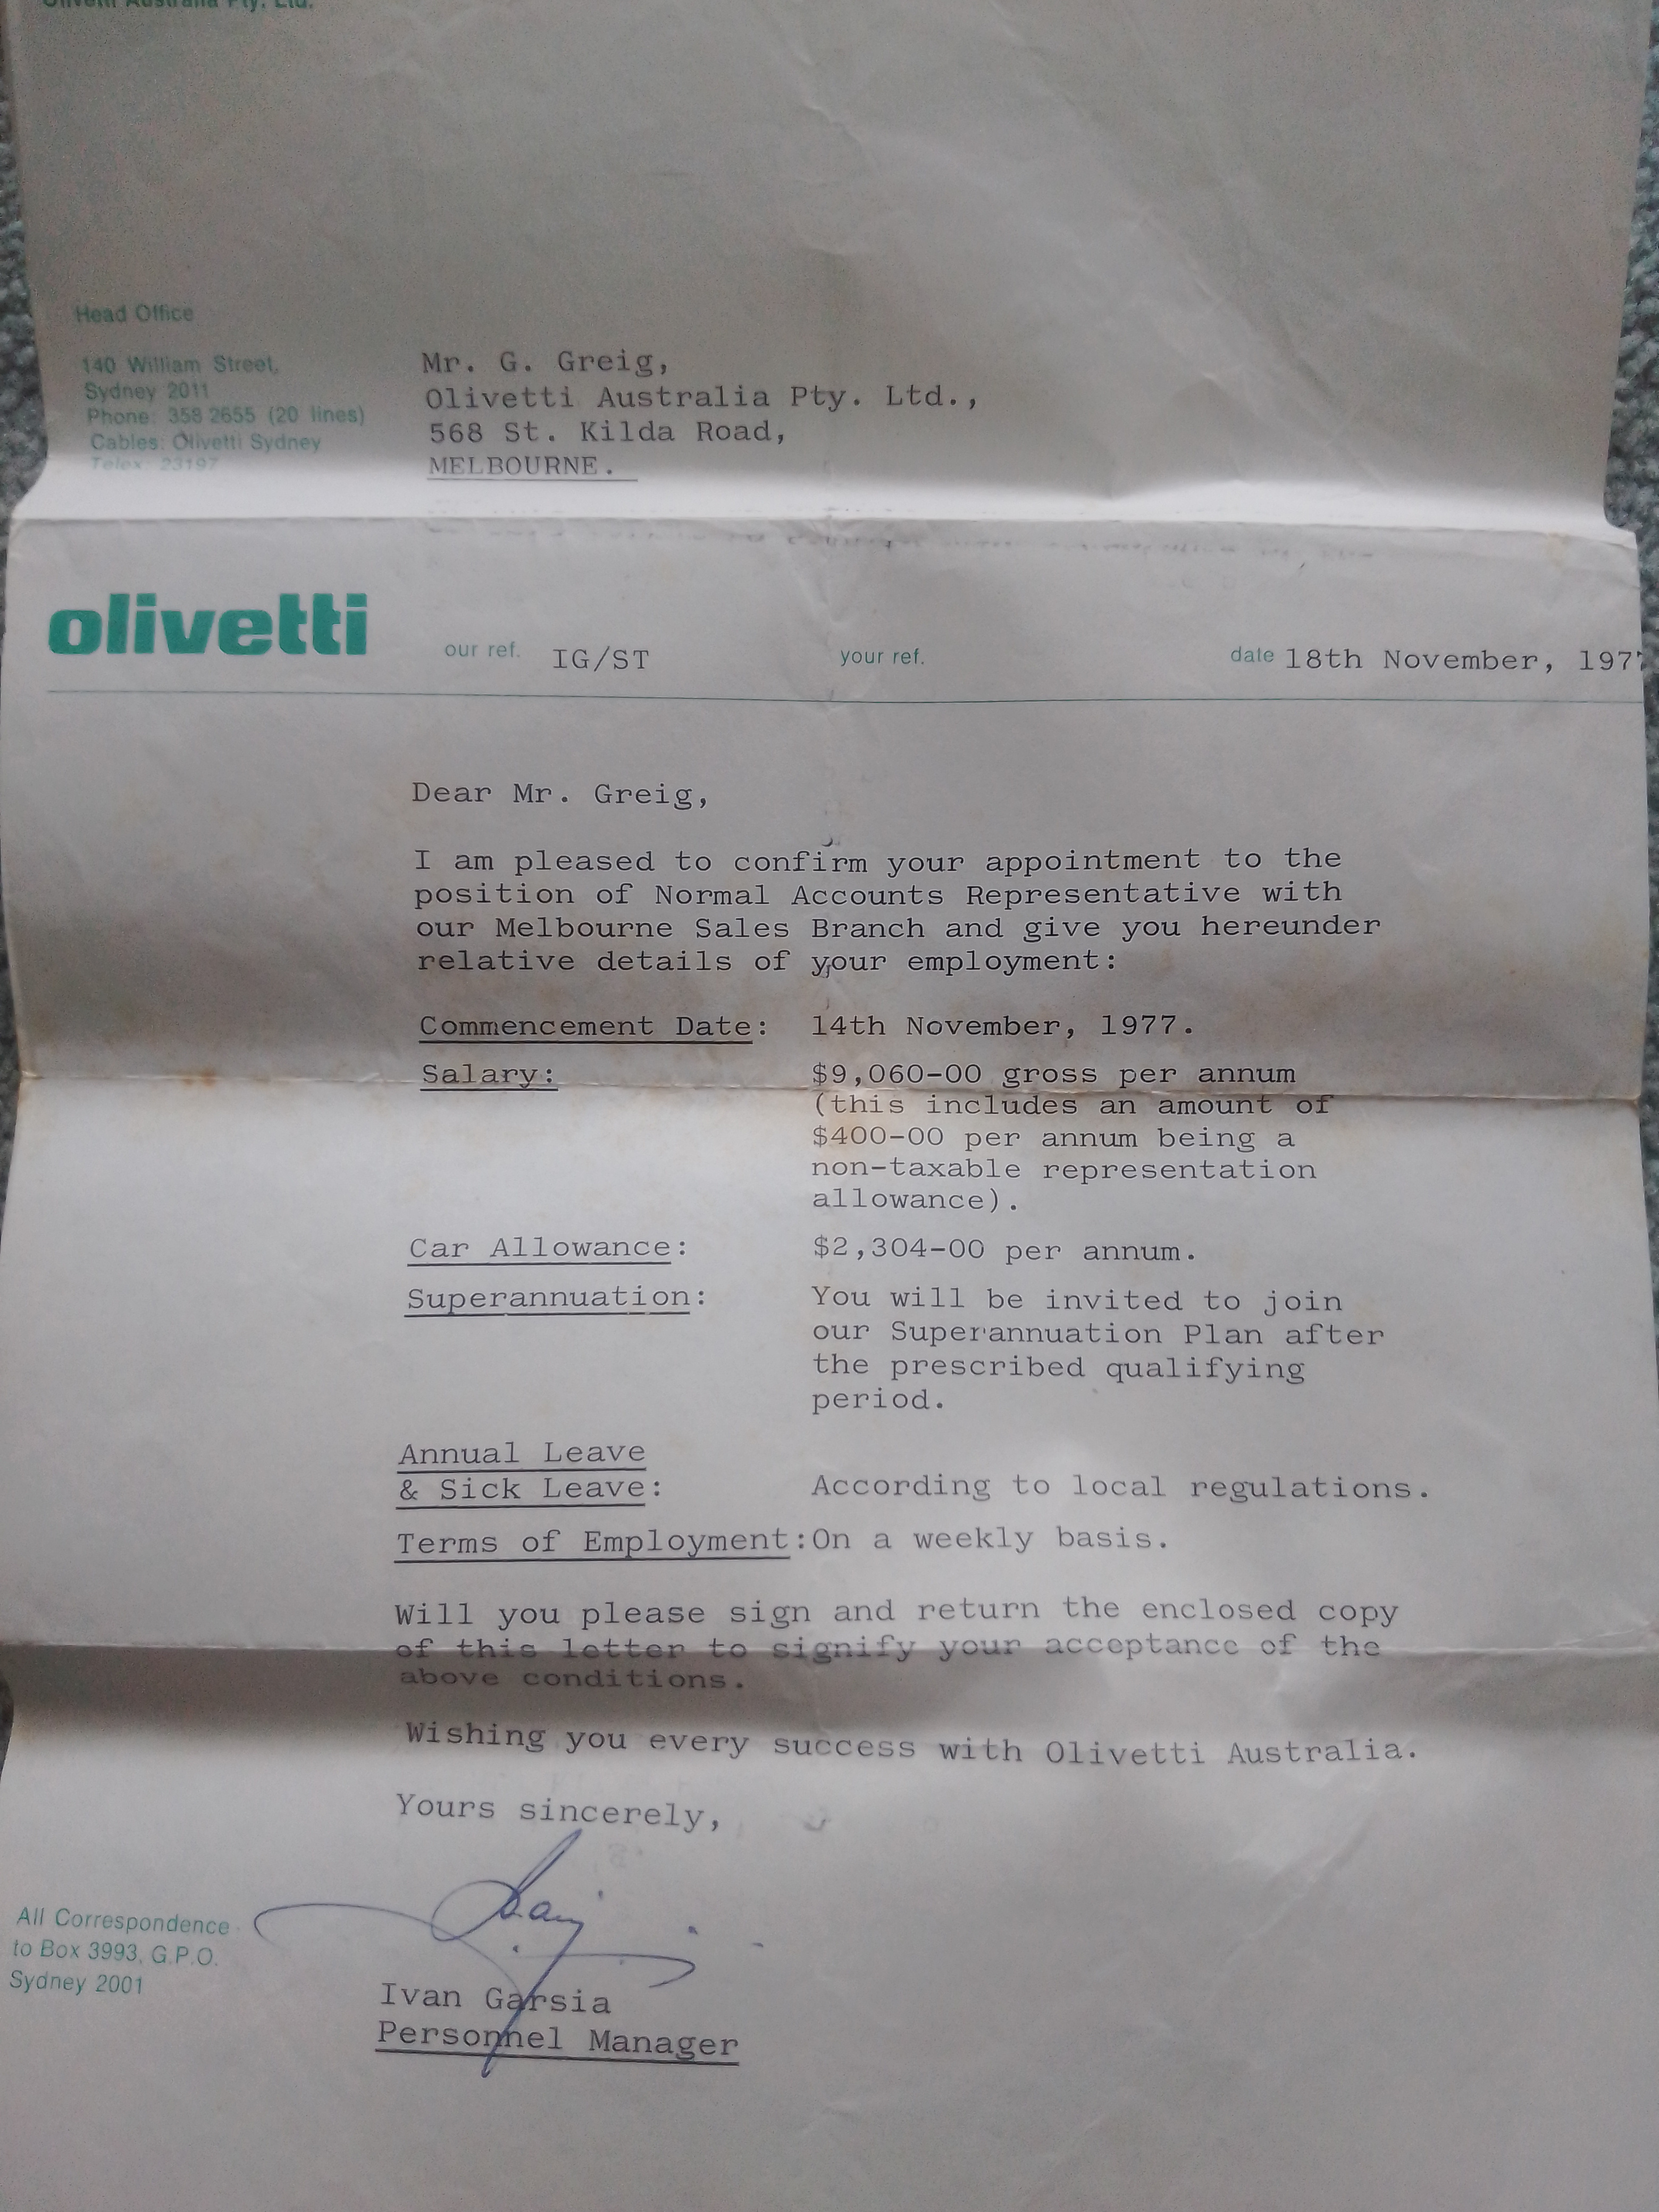 Olivetti Australia Pty. Ltd.
Head Office
140 William Street,
Sydney 2011
Phone: 358 2655 (20 lines)
Cables: Olivetti Sydney
Telex 23197
Mr. G. Greig,
Olivetti Australia Pty. Ltd.,
568 St. Kilda Road,
MELBOURNE.
olivetti
our ref. IG/ST your ref. date 18th November, 1977
Dear Mr. Greig,
I am pleased to confirm your appointment to the
position of Normal Accounts Representative with
our Melbourne Sales Branch and give you hereunder
relative details of your employment:
Commencement Date: 14th November, 1977.
Salary: $9,060-00 gross per annum
(this includes an amount of
$400-00 per annum being a
non-taxable representation
allowance).
Car Allowance: $2,304-00 per annum.
Superannuation: You will be invited to join
our Superannuation Plan after
the prescribed qualifying
period.
Annual Leave
& Sick Leave: According to local regulations.
Terms of Employment: On a weekly basis.
Will you please sign and return the enclosed copy
of this letter to signify your acceptance of the
above conditions.
Wishing you every success with Olivetti Australia.
Yours sincerely,
All Correspondence
to Box 3993, G.P.O.
Sydney 2001
Ivan Garsia
Personnel Manager